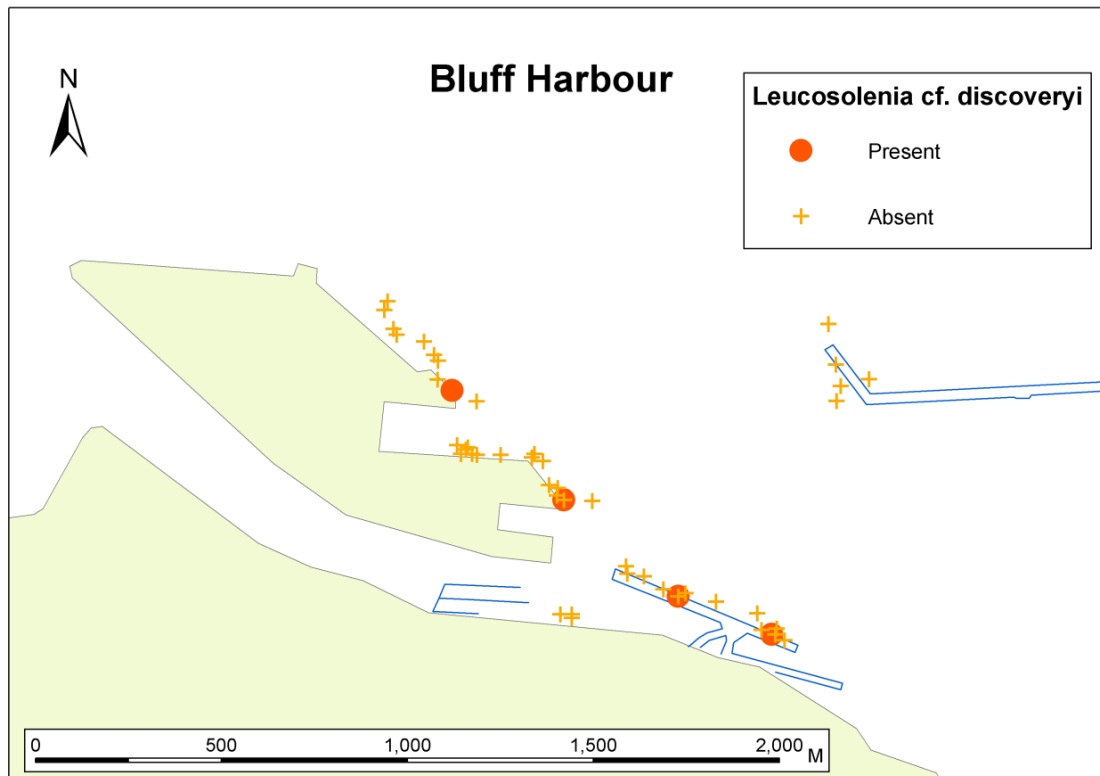 N
Bluff Harbour
Leucosolenia cf. discoveryi
Present
Absent
0 500 1,000 1,500 2,000 M